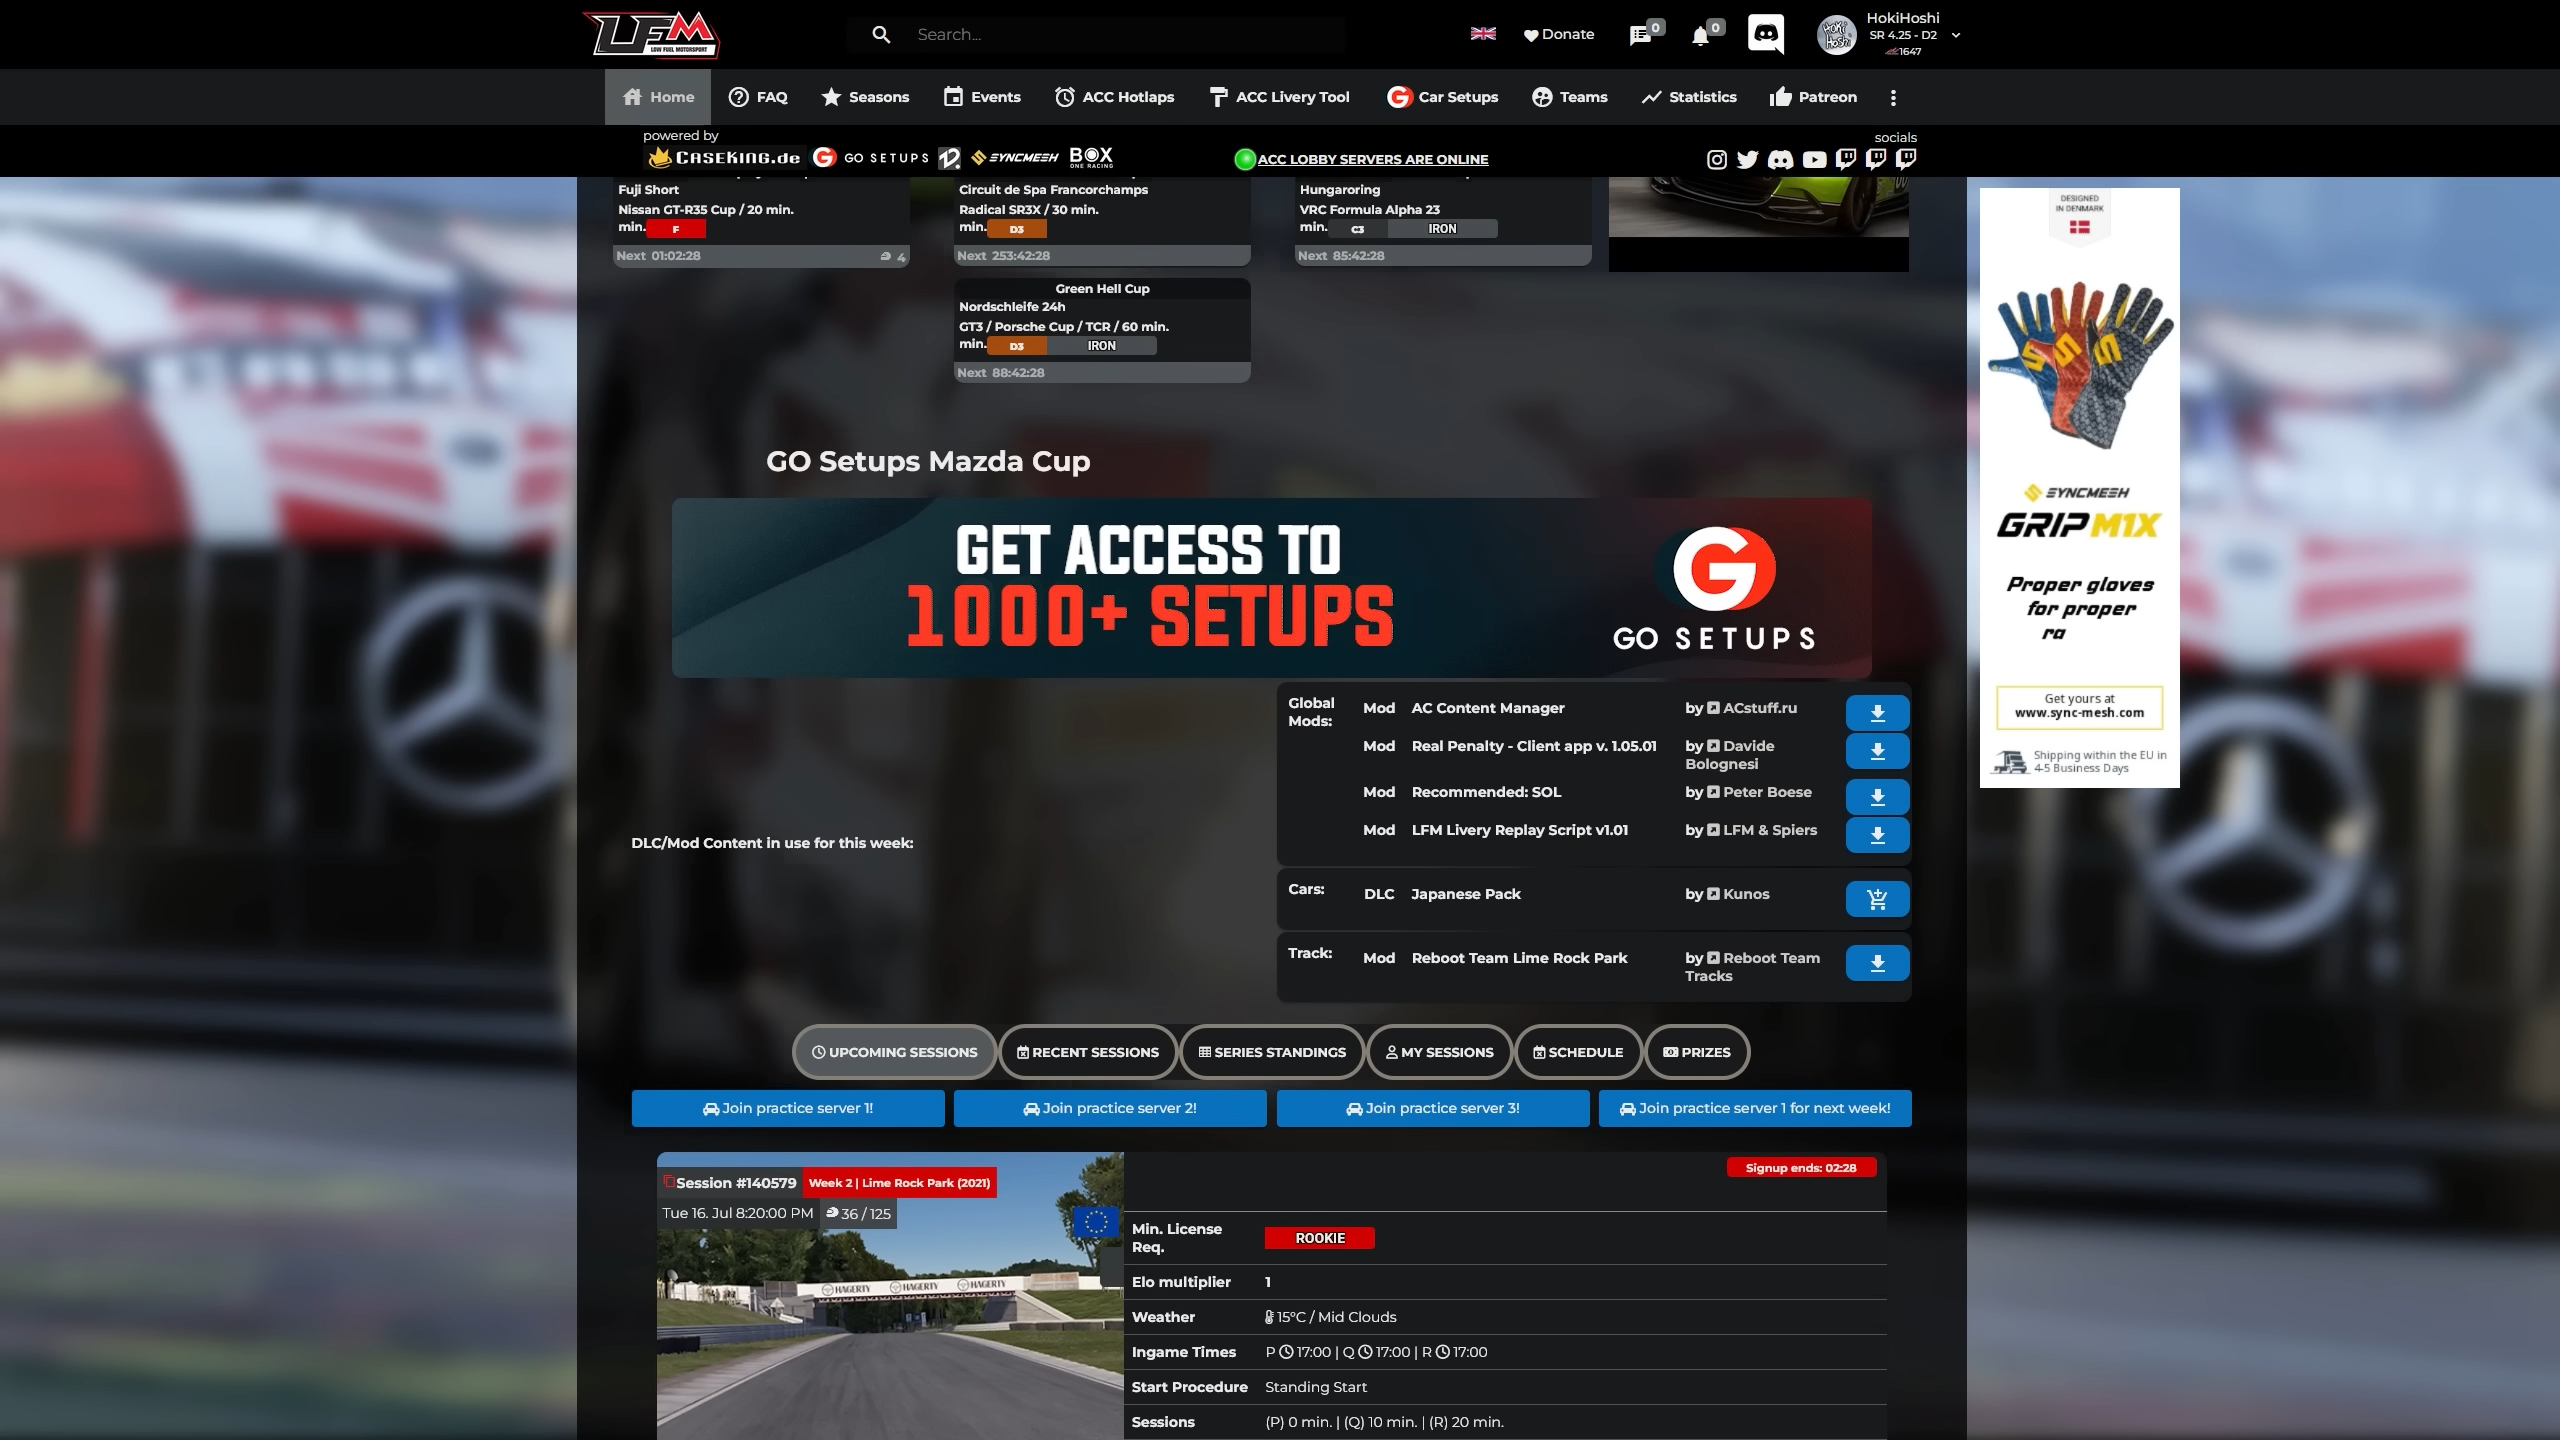 LFM
LOW FUEL MOTORSPORT
Search...
Donate
0
0
HokiHoshi
SR 4.25 - D2
1647
Home
FAQ
Seasons
Events
ACC Hotlaps
ACC Livery Tool
Car Setups
Teams
Statistics
Patreon
powered by
CASEKING.de
GO SETUPS
SYNCMESH
BOX
ONE RACING
ACC LOBBY SERVERS ARE ONLINE
socials
Fuji Short
Nissan GT-R35 Cup / 20 min.
min. F
Next 01:02:28
4
Circuit de Spa Francorchamps
Radical SR3X / 30 min.
min. D3
Next 253:42:28
Hungaroring
VRC Formula Alpha 23
min. C3 IRON
Next 85:42:28
Green Hell Cup
Nordschleife 24h
GT3 / Porsche Cup / TCR / 60 min.
min. D3 IRON
Next 88:42:28
GO Setups Mazda Cup
GET ACCESS TO
1000+ SETUPS
GO SETUPS
DLC/Mod Content in use for this week:
Global Mods:
Mod AC Content Manager by ACstuff.ru
Mod Real Penalty - Client app v. 1.05.01 by Davide
Bolognesi
Mod Recommended: SOL by Peter Boese
Mod LFM Livery Replay Script v1.01 by LFM & Spiers
Cars: DLC Japanese Pack by Kunos
Track: Mod Reboot Team Lime Rock Park by Reboot Team
Tracks
UPCOMING SESSIONS
RECENT SESSIONS
SERIES STANDINGS
MY SESSIONS
SCHEDULE
PRIZES
Join practice server 1!
Join practice server 2!
Join practice server 3!
Join practice server 1 for next week!
Session #140579
Week 2 | Lime Rock Park (2021)
Tue 16. Jul 8:20:00 PM
36 / 125
HAGERTY HAGERTY HAGERTY
Signup ends: 02:28
Min. License
Req.
ROOKIE
Elo multiplier 1
Weather 15°C / Mid Clouds
Ingame Times P 17:00 | Q 17:00 | R 17:00
Start Procedure Standing Start
Sessions (P) 0 min. | (Q) 10 min. | (R) 20 min.
DESIGNED
IN DENMARK
SYNCMESH
GRIP M1X
Proper gloves
for proper
ra
Get yours at
www.sync-mesh.com
Shipping within the EU in
4-5 Business Days